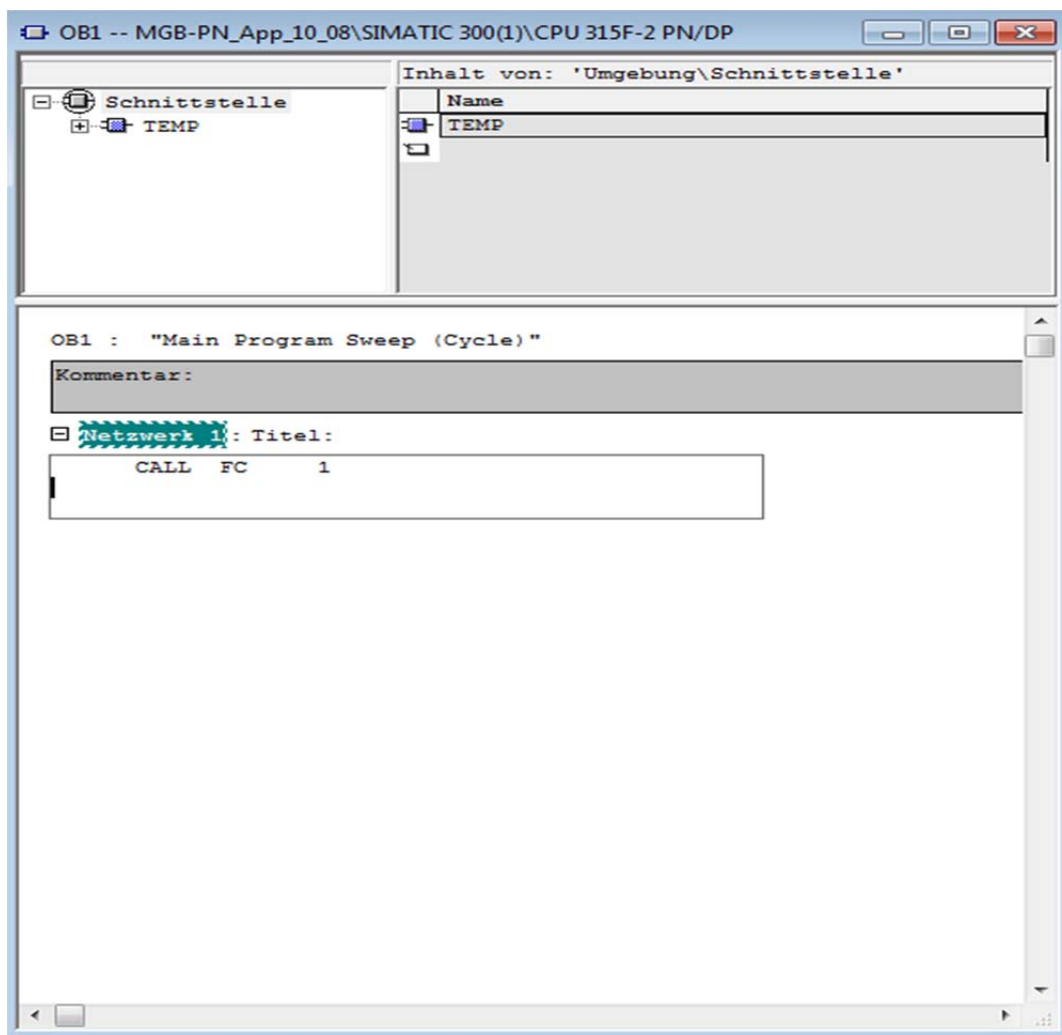 OB1 -- MGB-PN_App_10_08\SIMATIC 300(1)\CPU 315F-2 PN/DP
Inhalt von: 'Umgebung\Schnittstelle'
Schnittstelle
TEMP
Name
TEMP
OB1 : "Main Program Sweep (Cycle)"
Kommentar:
Netzwerk 1: Titel:
CALL FC 1